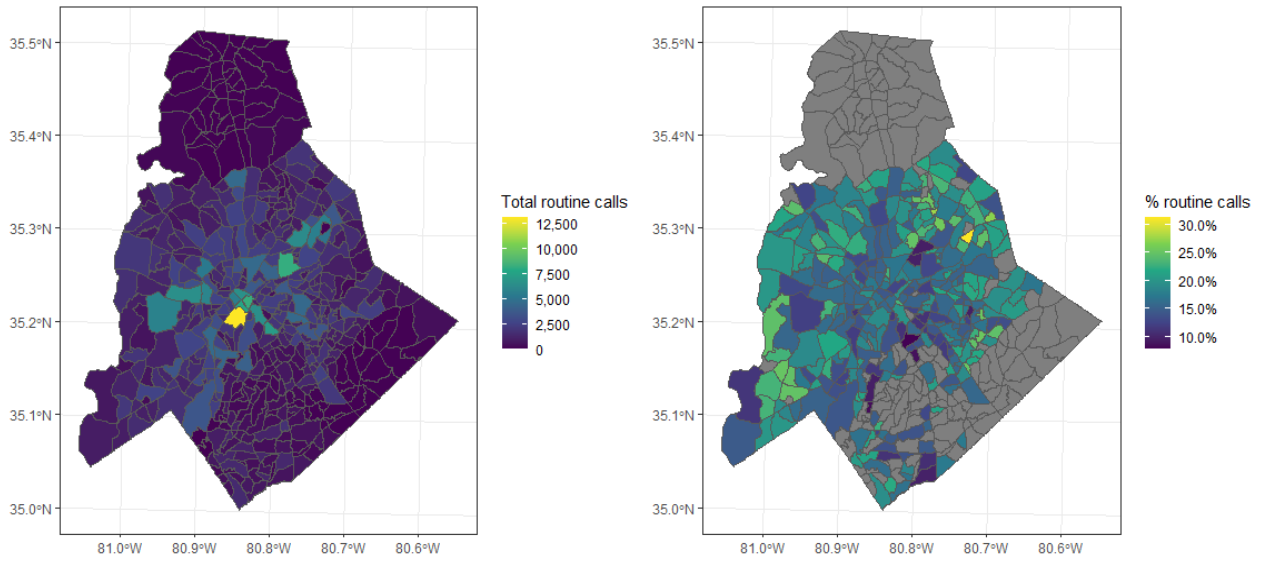 35.5°N
35.4°N
35.3°N
35.2°N
35.1°N
35.0°N
81.0°W 80.9°W 80.8°W 80.7°W 80.6°W
Total routine calls
12,500
10,000
7,500
5,000
2,500
0
35.5°N
35.4°N
35.3°N
35.2°N
35.1°N
35.0°N
81.0°W 80.9°W 80.8°W 80.7°W 80.6°W
% routine calls
30.0%
25.0%
20.0%
15.0%
10.0%